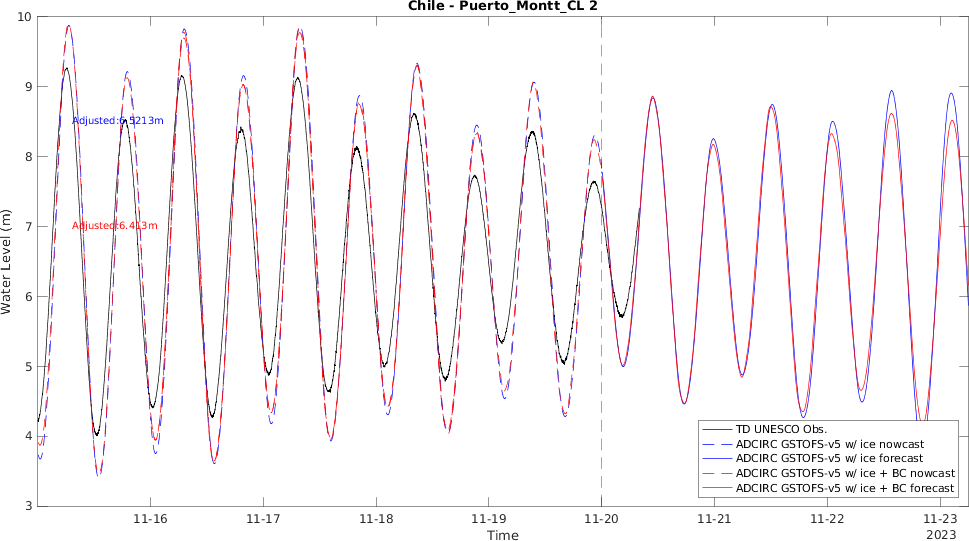 Chile - Puerto_Montt_CL 2
10
9
8
7
6
5
4
3
Water Level (m)
Adjusted:6.5213m
Adjusted:6.413m
TD UNESCO Obs.
ADCIRC GSTOFS-v5 w/ ice nowcast
ADCIRC GSTOFS-v5 w/ ice forecast
ADCIRC GSTOFS-v5 w/ ice + BC nowcast
ADCIRC GSTOFS-v5 w/ ice + BC forecast
11-16
11-17
11-18
11-19
11-20
11-21
11-22
11-23
2023
Time